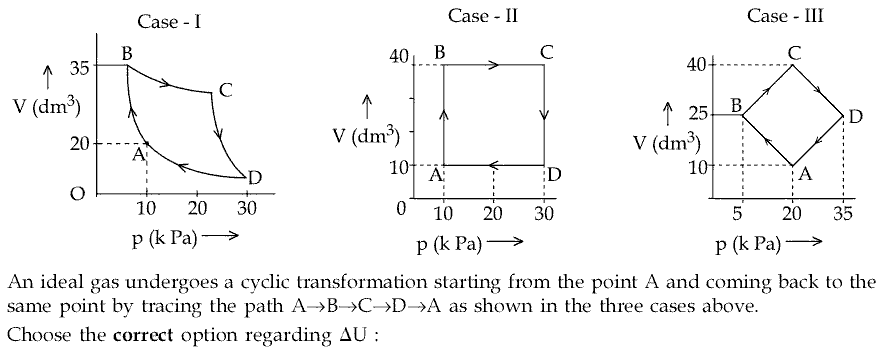 Case - I
Case - II
Case - III
35
20
O
B
C
A
D
V (dm³)
10 20 30
p (k Pa)
40
10
0
B C
A D
V (dm³)
10 20 30
p (k Pa)
40
25
10
C
B D
A
V (dm³)
5 20 35
p (k Pa)
An ideal gas undergoes a cyclic transformation starting from the point A and coming back to the
same point by tracing the path A→B→C→D→A as shown in the three cases above.
Choose the correct option regarding ΔU :